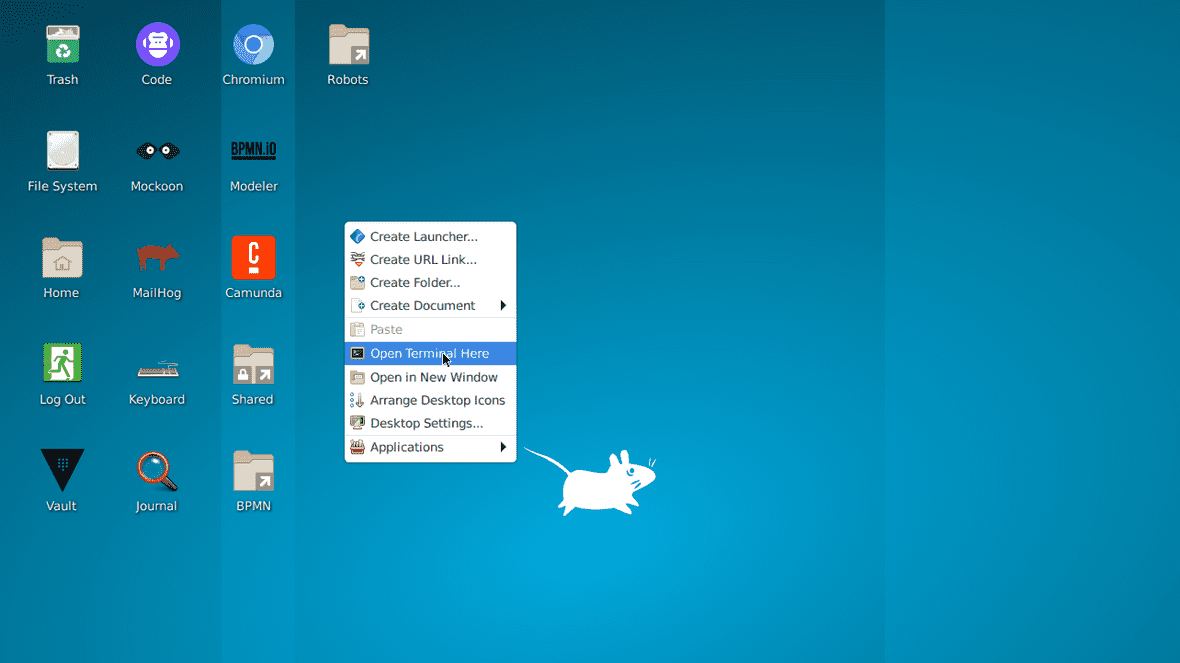 Trash
Code
Chromium
Robots
BPMN.iO
File System
Mockoon
Modeler
Create Launcher...
Create URL Link...
Create Folder...
Create Document
Paste
Open Terminal Here
Open in New Window
Arrange Desktop Icons
Desktop Settings...
Applications
C
Home
MailHog
Camunda
Log Out
Keyboard
Shared
Vault
Journal
BPMN